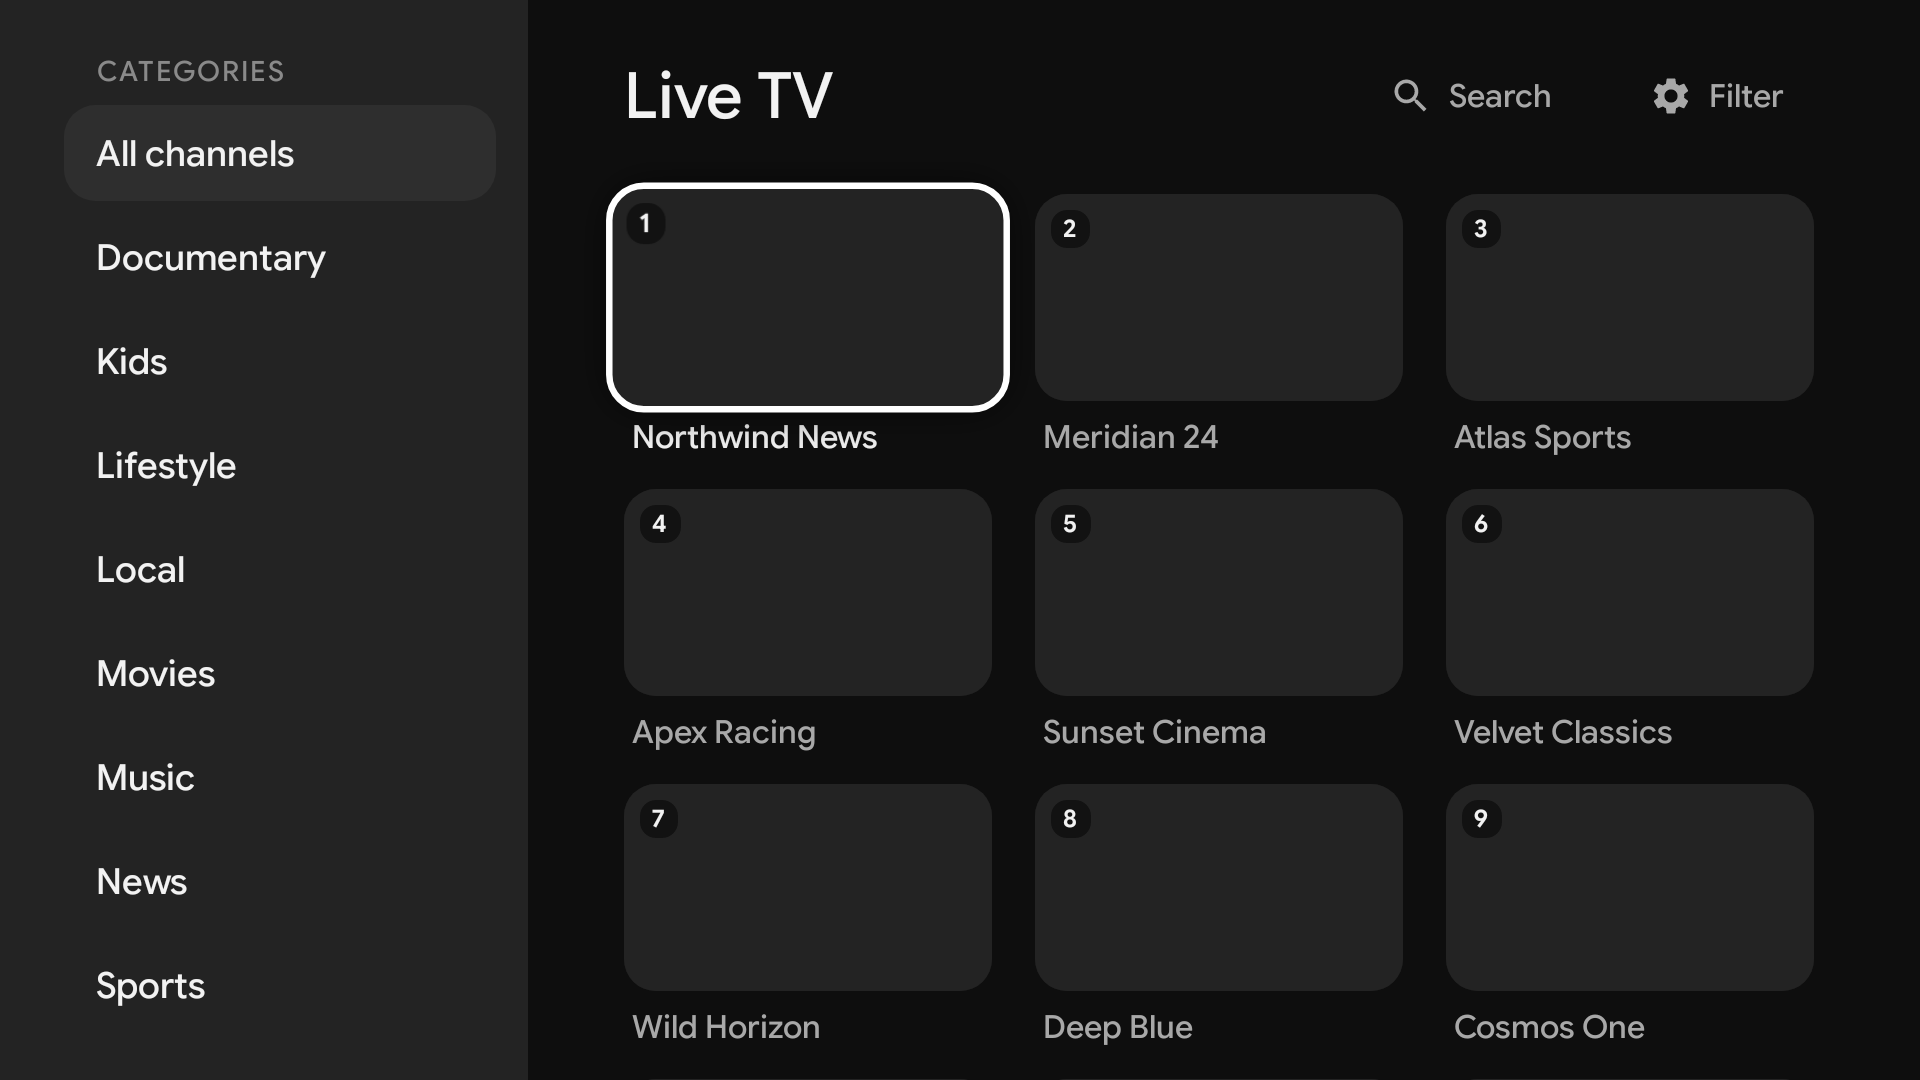 CATEGORIES
All channels
Documentary
Kids
Lifestyle
Local
Movies
Music
News
Sports
Live TV
Search
Filter
1
2
3
Northwind News
Meridian 24
Atlas Sports
4
5
6
Apex Racing
Sunset Cinema
Velvet Classics
7
8
9
Wild Horizon
Deep Blue
Cosmos One